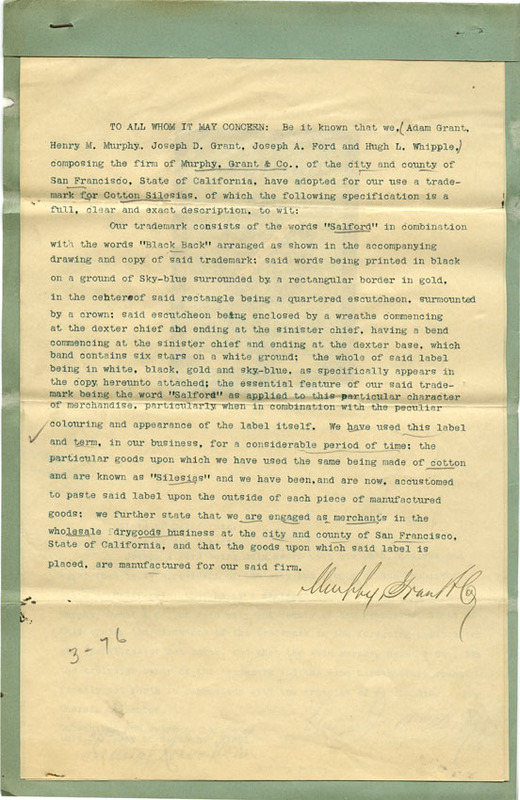 TO ALL WHOM IT MAY CONCERN: Be it known that we,(Adam Grant,
Henry M. Murphy, Joseph D. Grant, Joseph A. Ford and Hugh L. Whipple,)
composing the firm of Murphy, Grant & Co., of the city and county of
San Francisco, State of California, have adopted for our use a trade-
mark for Cotton Silesias, of which the following specification is a
full, clear and exact description, to wit:
Our trademark consists of the words "Salford" in combination
with the words "Black Back" arranged as shown in the accompanying
drawing and copy of said trademark: said words being printed in black
on a ground of Sky-blue surrounded by a rectangular border in gold,
in the centereof said rectangle being a quartered escutcheon, surmounted
by a crown: said escutcheon being enclosed by a wreathe commencing
at the dexter chief and ending at the sinister chief, having a bend
commencing at the sinister chief and ending at the dexter base, which
band contains six stars on a white ground; the whole of said label
being in white, black, gold and sky-blue, as specifically appears in
the copy hereunto attached; the essential feature of our said trade-
mark being the word "Salford" as applied to this particular character
of merchandise, particularly when in combination with the peculiar
colouring and appearance of the label itself. We have used this label
and term, in our business, for a considerable period of time: the
particular goods upon which we have used the same being made of cotton
and are known as "Silesias" and we have been,and are now, accustomed
to paste said label upon the outside of each piece of manufactured
goods; we further state that we are engaged as merchants in the
wholesale drygoods business at the city and county of San Francisco,
State of California, and that the goods upon which said label is
placed, are manufactured for our said firm.
Murphy, Grant & Co
3-76